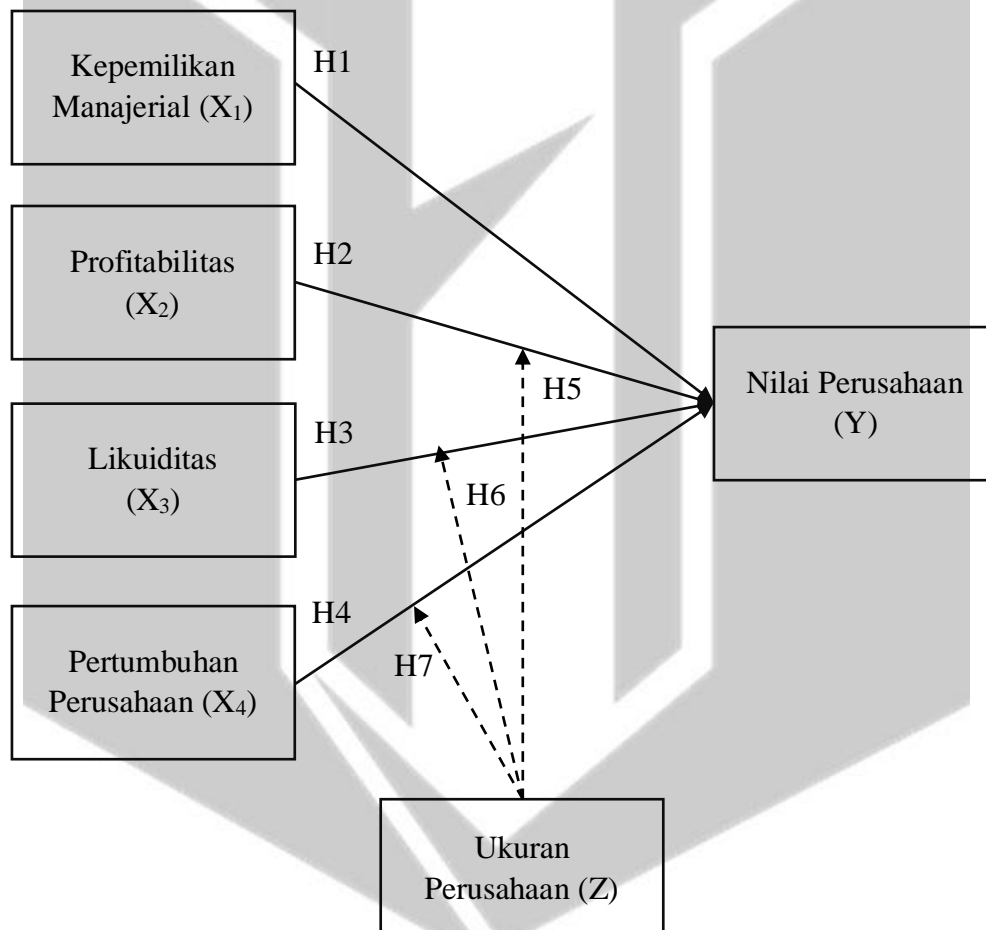 H1
Kepemilikan
Manajerial (X₁)
H2
Profitabilitas
(X₂)
H3
Likuiditas
(X₃)
H4
Pertumbuhan
Perusahaan (X₄)
H5
H6
H7
Nilai Perusahaan
(Y)
Ukuran
Perusahaan (Z)